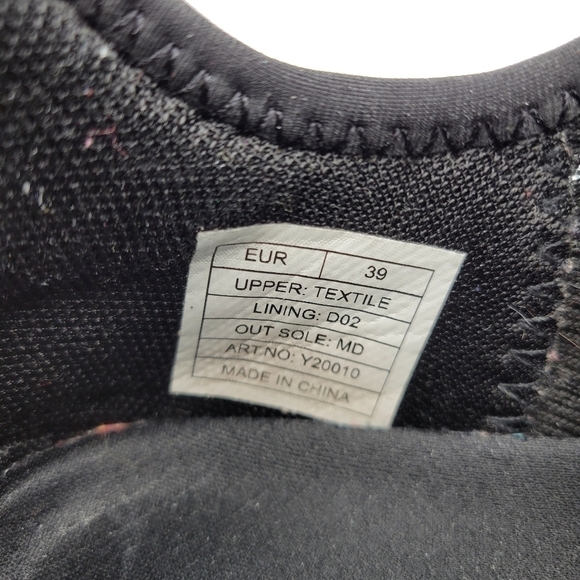 EUR 39
UPPER: TEXTILE
LINING: D02
OUT SOLE: MD
ART.NO: Y20010
MADE IN CHINA